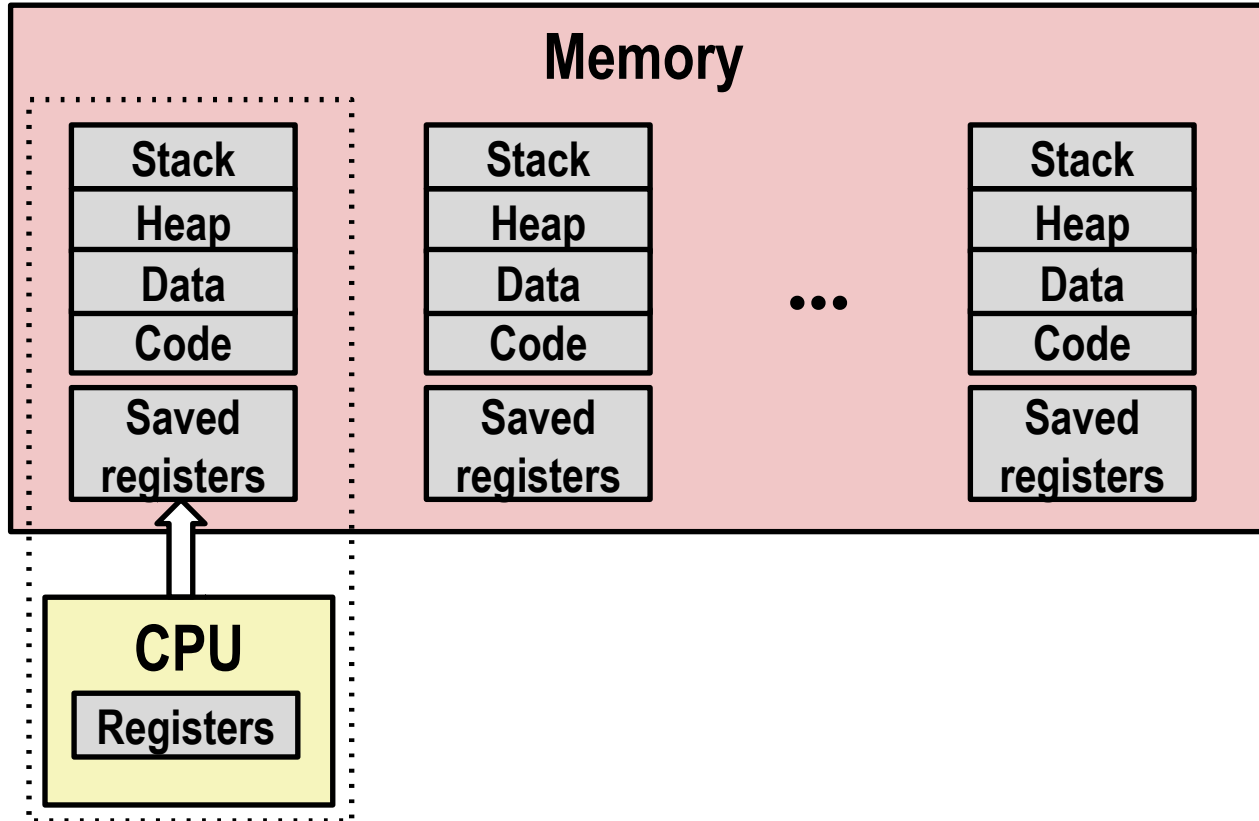 Memory
Stack
Heap
Data
Code
Saved
registers
Stack
Heap
Data
Code
Saved
registers
...
Stack
Heap
Data
Code
Saved
registers
CPU
Registers